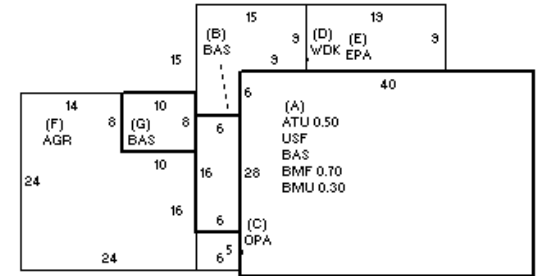 15
19
(B)
BAS
9
(D)
WDK
(E)
EPA
9
15
9
40
6
14
10
(F)
AGR
8
(G)
BAS
8
6
(A)
ATU 0.50
USF
BAS
BMF 0.70
BMU 0.30
10
24
16
28
16
6
(C)
OPA
5
24
6